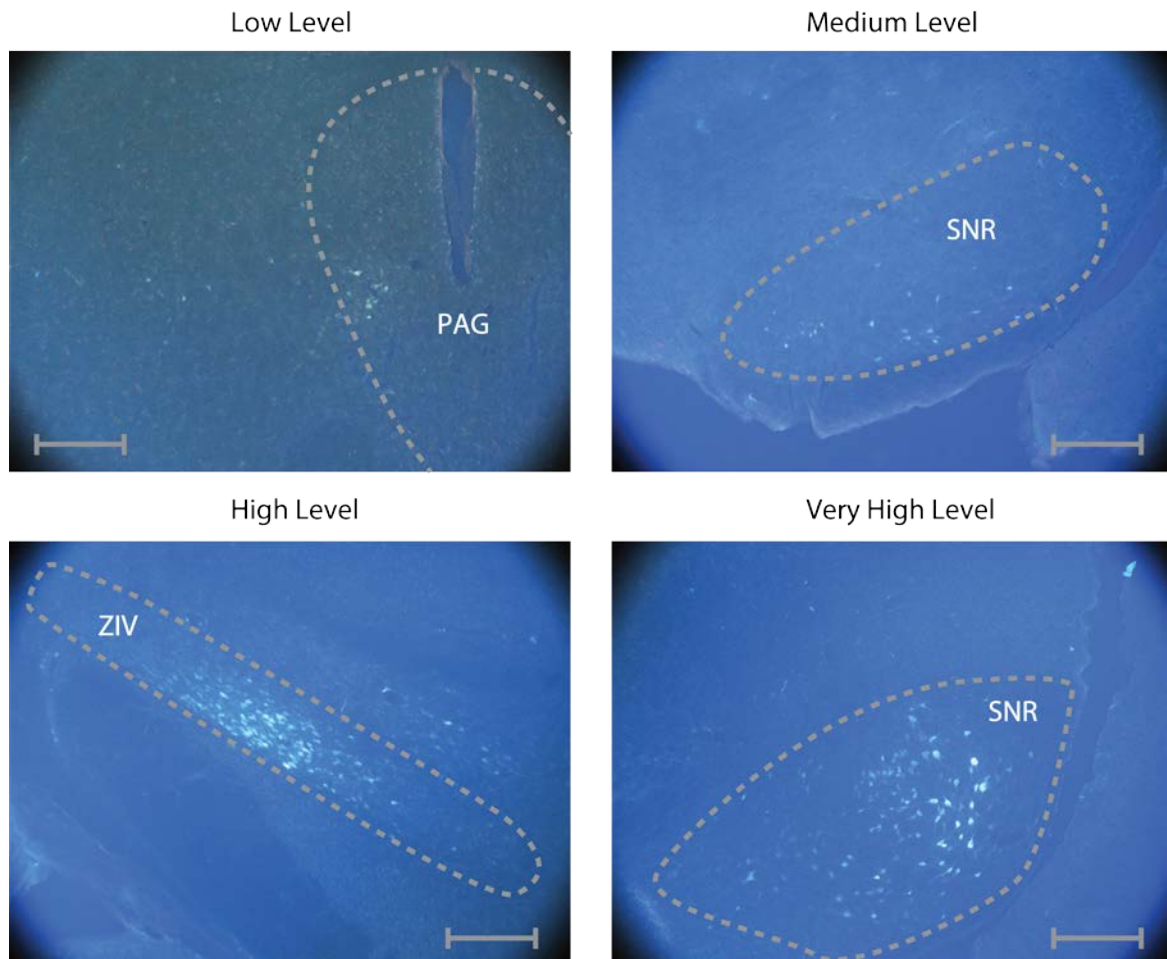 Low Level
Medium Level
PAG
SNR
High Level
Very High Level
ZIV
SNR